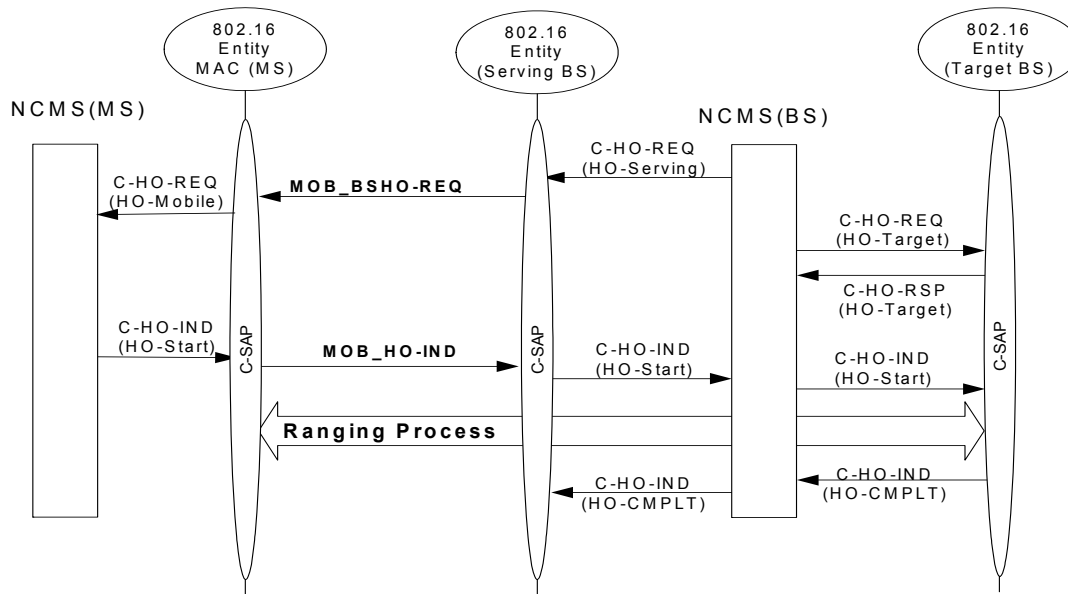 802.16
Entity
MAC (MS)
802.16
Entity
(Serving BS)
802.16
Entity
(Target BS)
NCMS(MS)
NCMS(BS)
C-HO-REQ
(HO-Serving)
C-HO-REQ
(HO-Mobile)
MOB_BSHO-REQ
C-HO-REQ
(HO-Target)
C-HO-RSP
(HO-Target)
C-HO-IND
(HO-Start)
C-SAP
MOB_HO-IND
C-SAP
C-HO-IND
(HO-Start)
C-HO-IND
(HO-Start)
C-SAP
Ranging Process
C-HO-IND
(HO-CMPLT)
C-HO-IND
(HO-CMPLT)